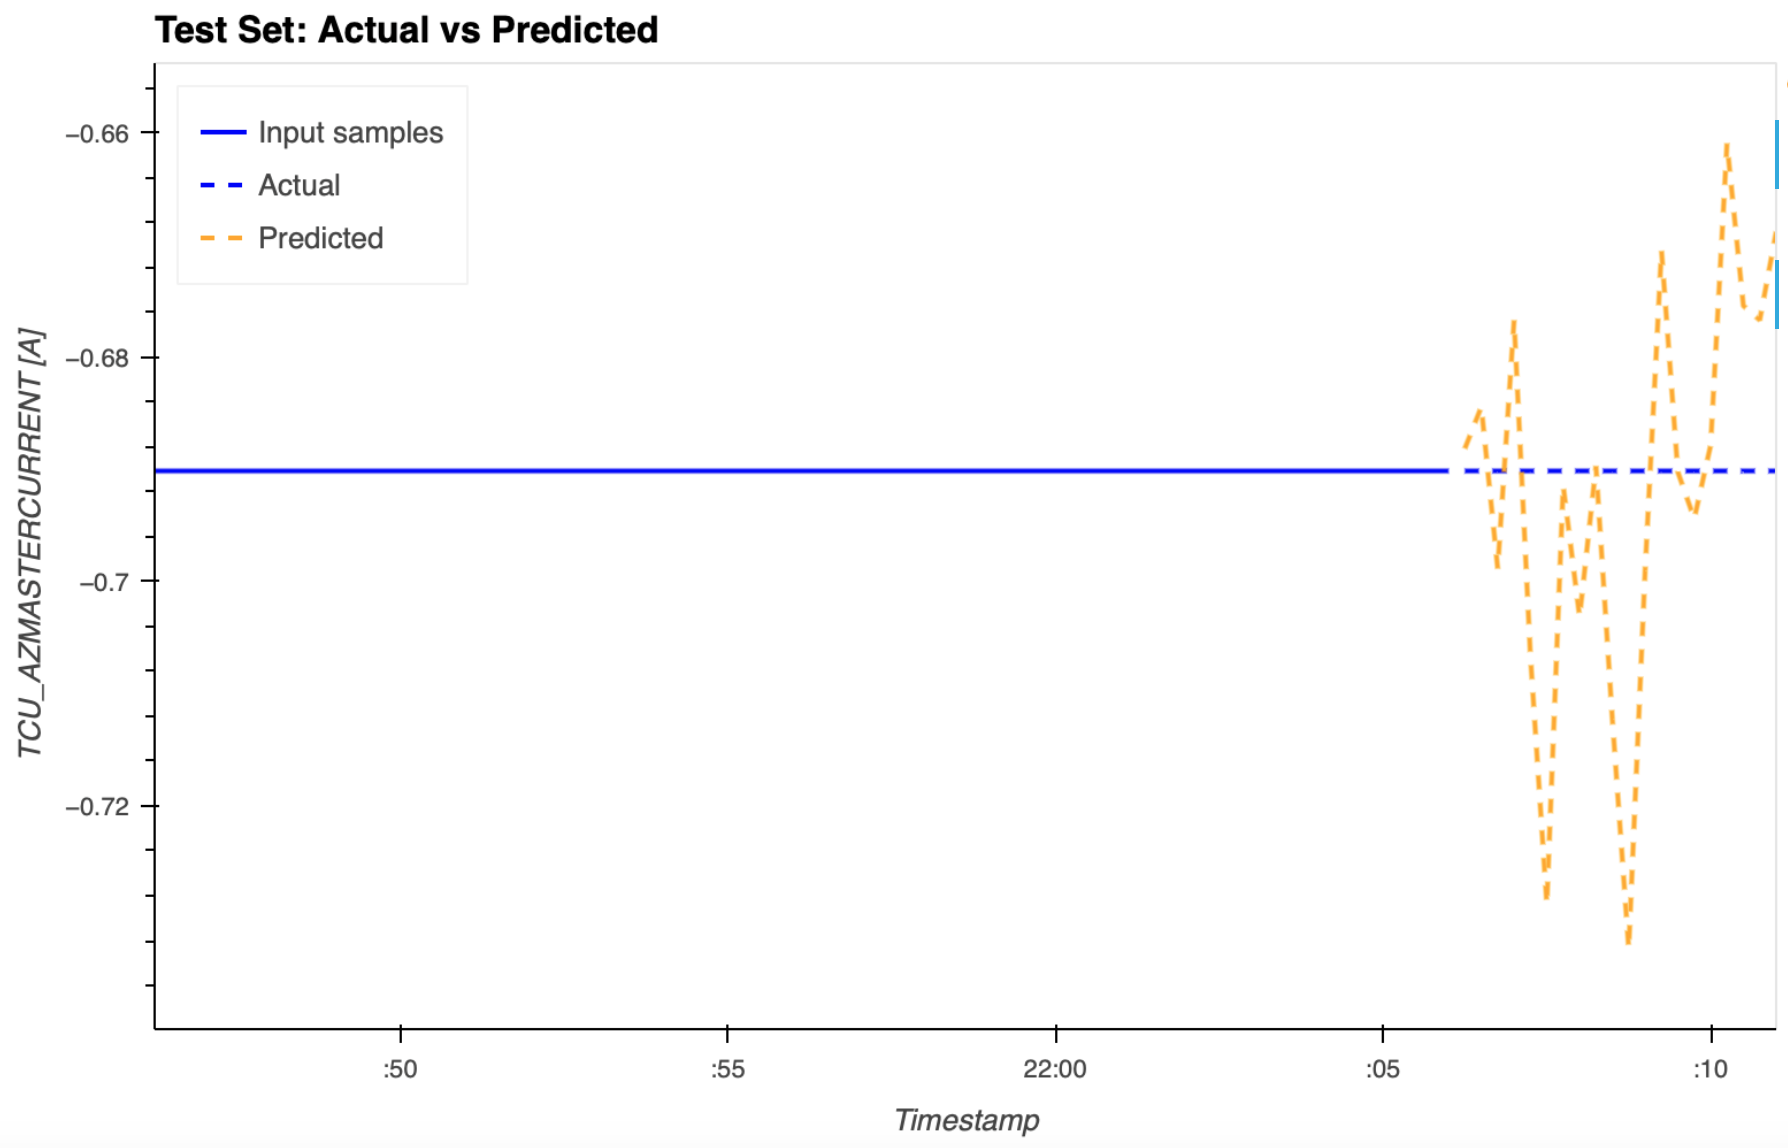 Test Set: Actual vs Predicted
Input samples
Actual
Predicted
−0.66
−0.68
−0.7
−0.72
TCU_AZMASTERCURRENT [A]
:50
:55
22:00
:05
:10
Timestamp